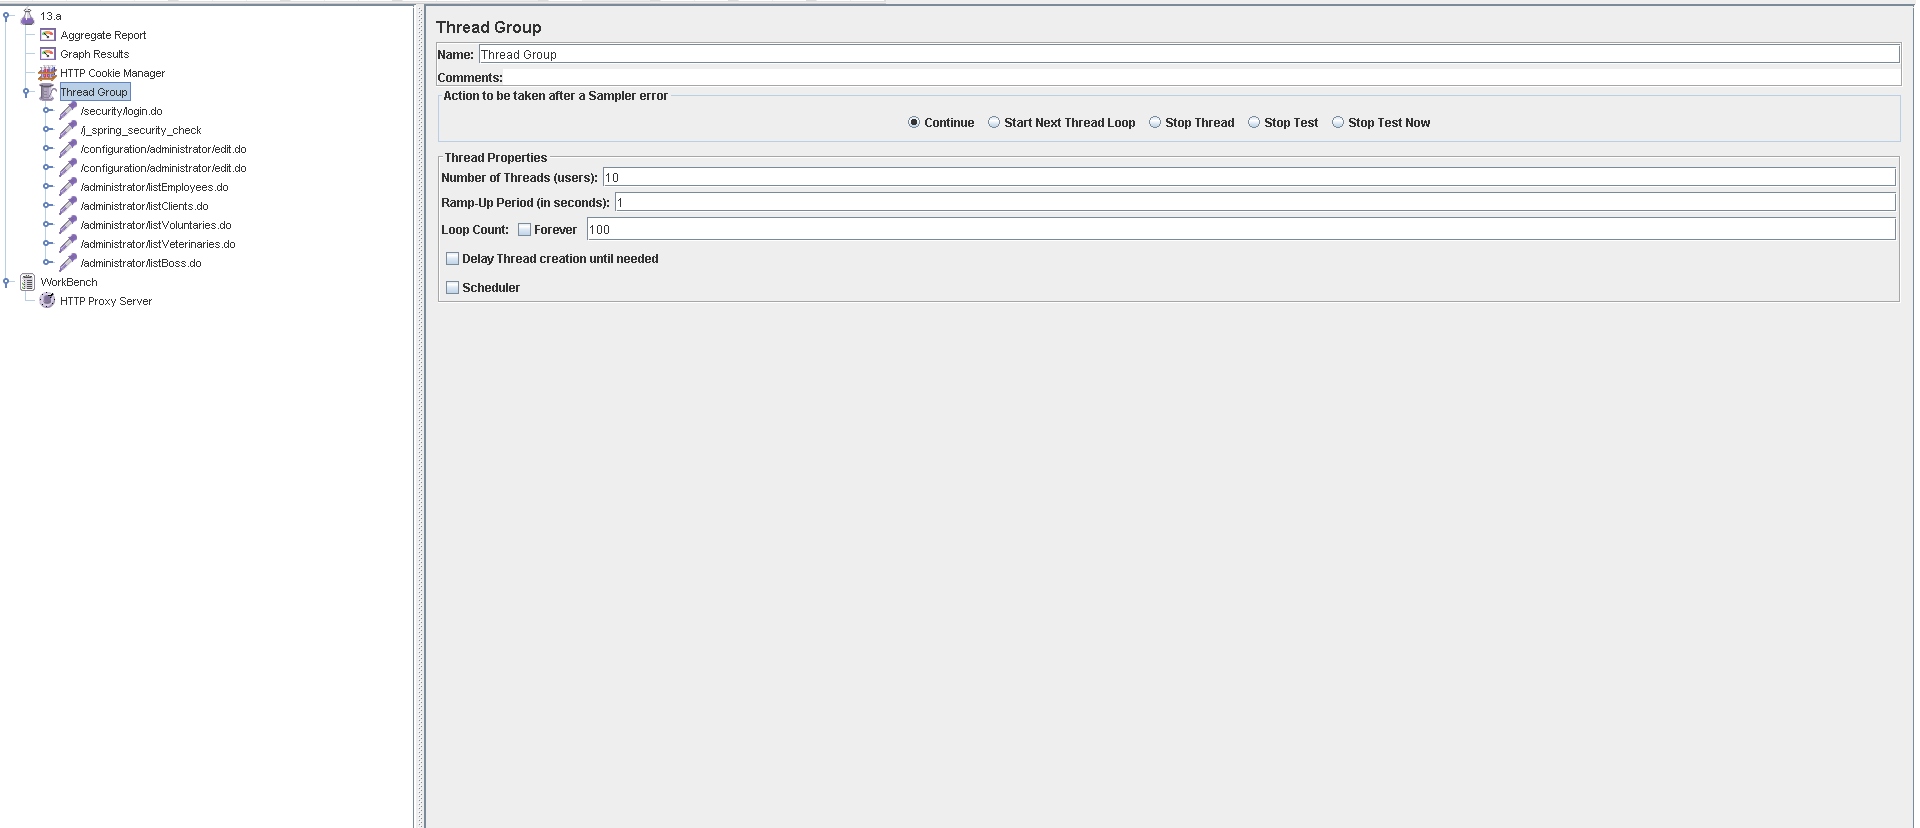 13.a
Aggregate Report
Graph Results
HTTP Cookie Manager
Thread Group
/security/login.do
/j_spring_security_check
/configuration/administrator/edit.do
/configuration/administrator/edit.do
/administrator/listEmployees.do
/administrator/listClients.do
/administrator/listVoluntaries.do
/administrator/listVeterinaries.do
/administrator/listBoss.do
WorkBench
HTTP Proxy Server
Thread Group
Name: Thread Group
Comments:
Action to be taken after a Sampler error
Continue Start Next Thread Loop Stop Thread Stop Test Stop Test Now
Thread Properties
Number of Threads (users): 10
Ramp-Up Period (in seconds): 1
Loop Count: Forever 100
Delay Thread creation until needed
Scheduler